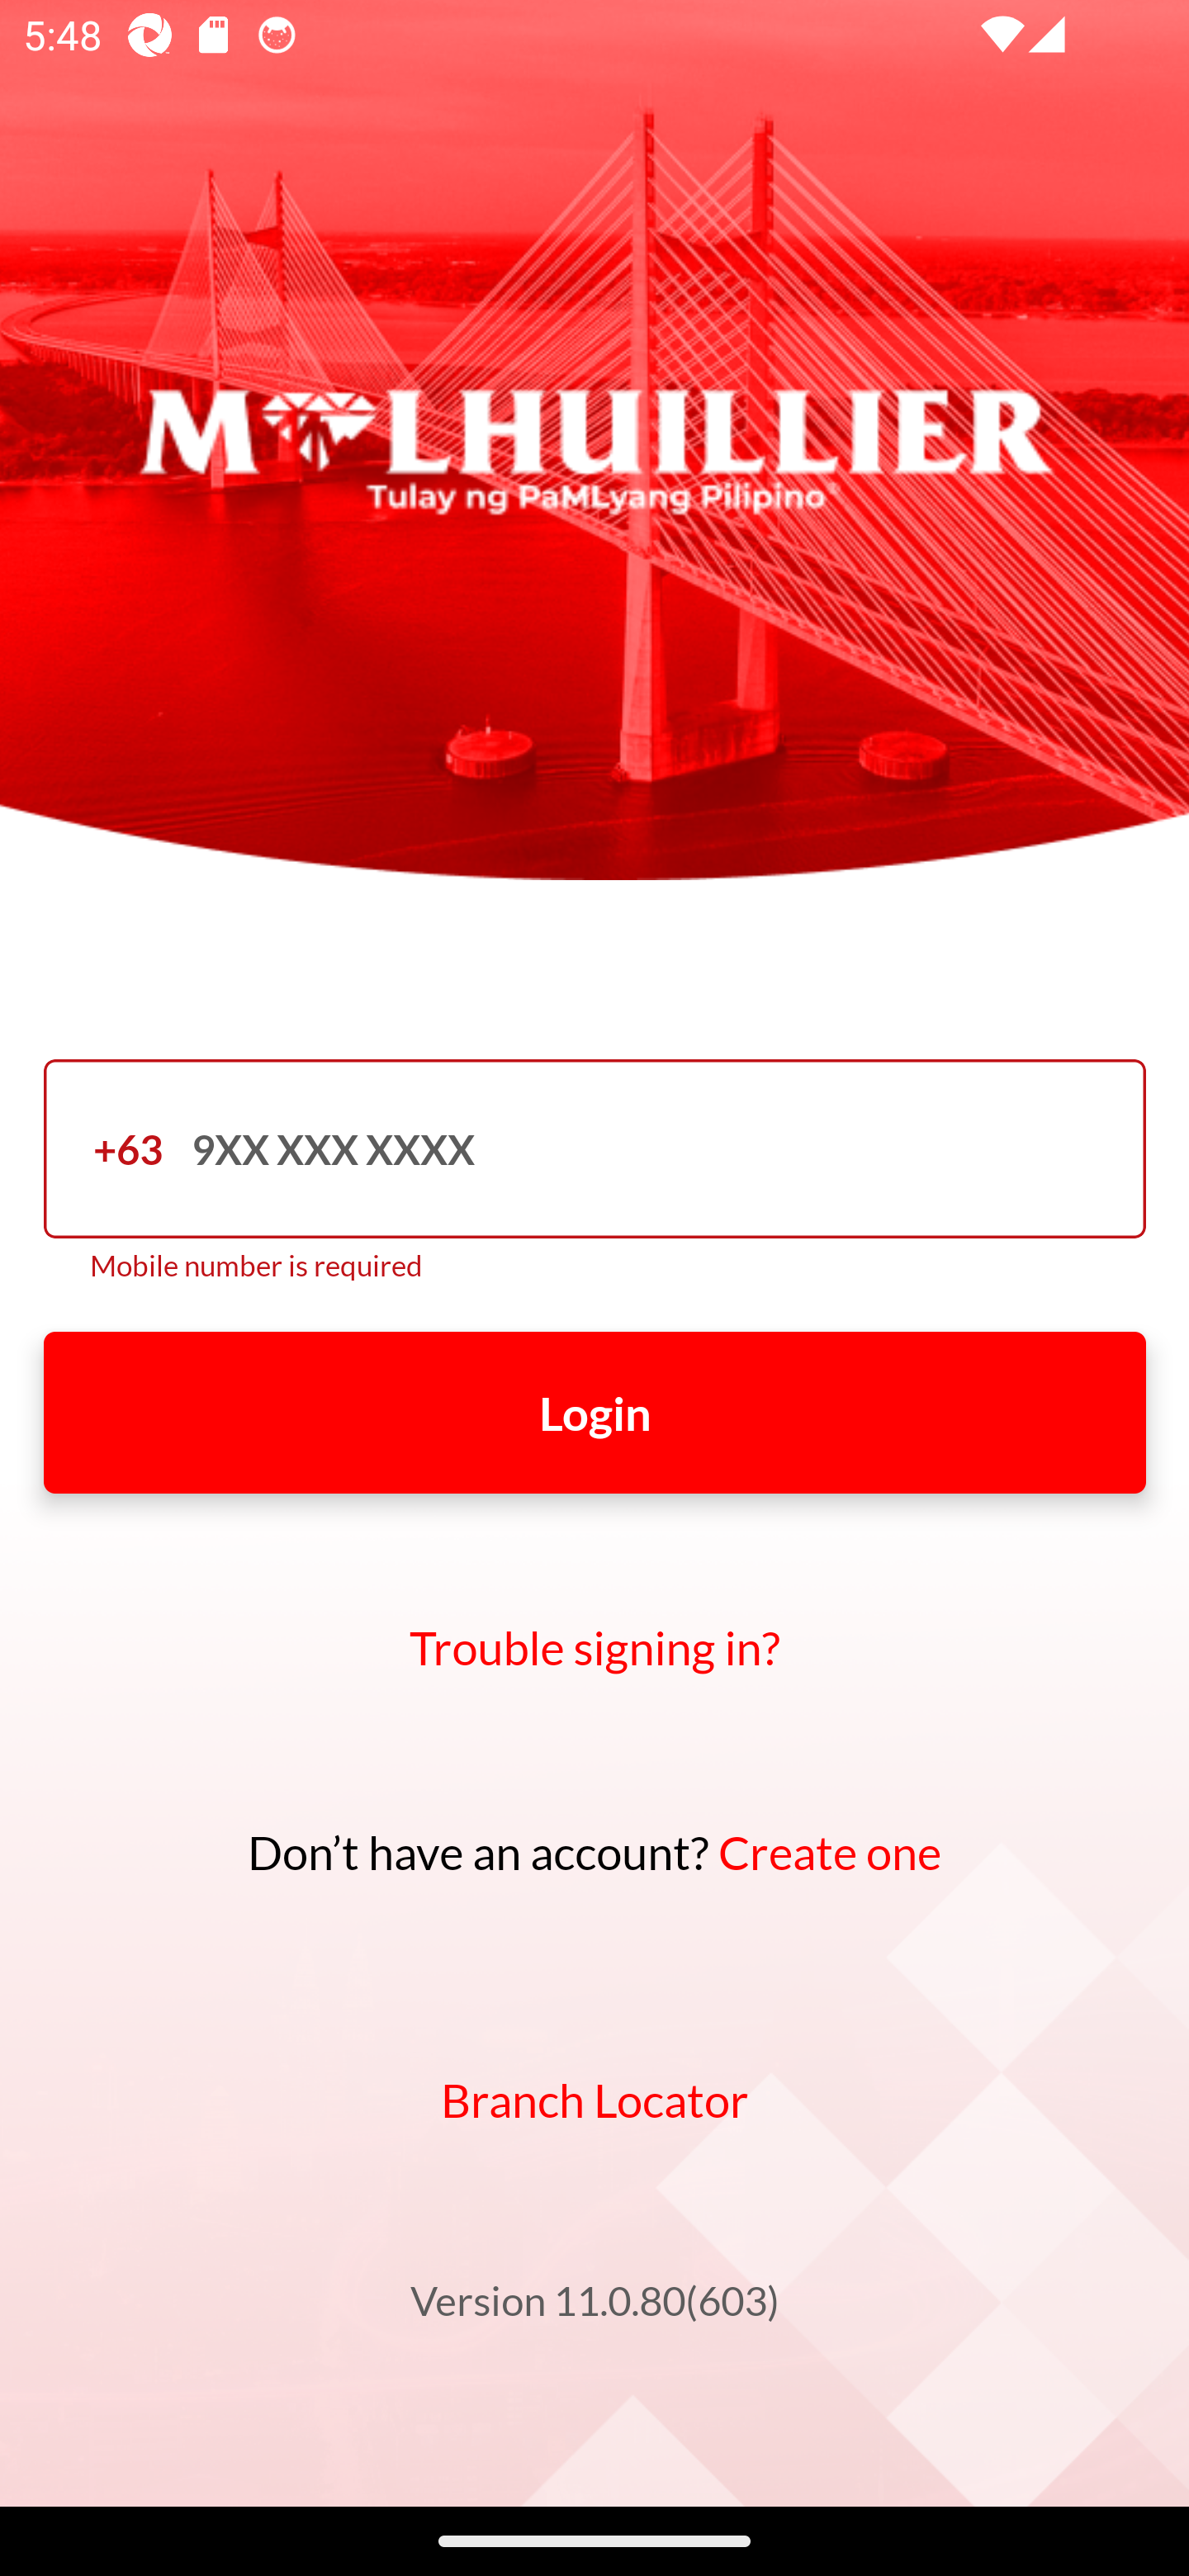 5:48
M LHUILLIER
Tulay ng PaMLyang Pilipino
+63 9XX XXX XXXX
Mobile number is required
Login
Trouble signing in?
Don’t have an account? Create one
Branch Locator
Version 11.0.80(603)